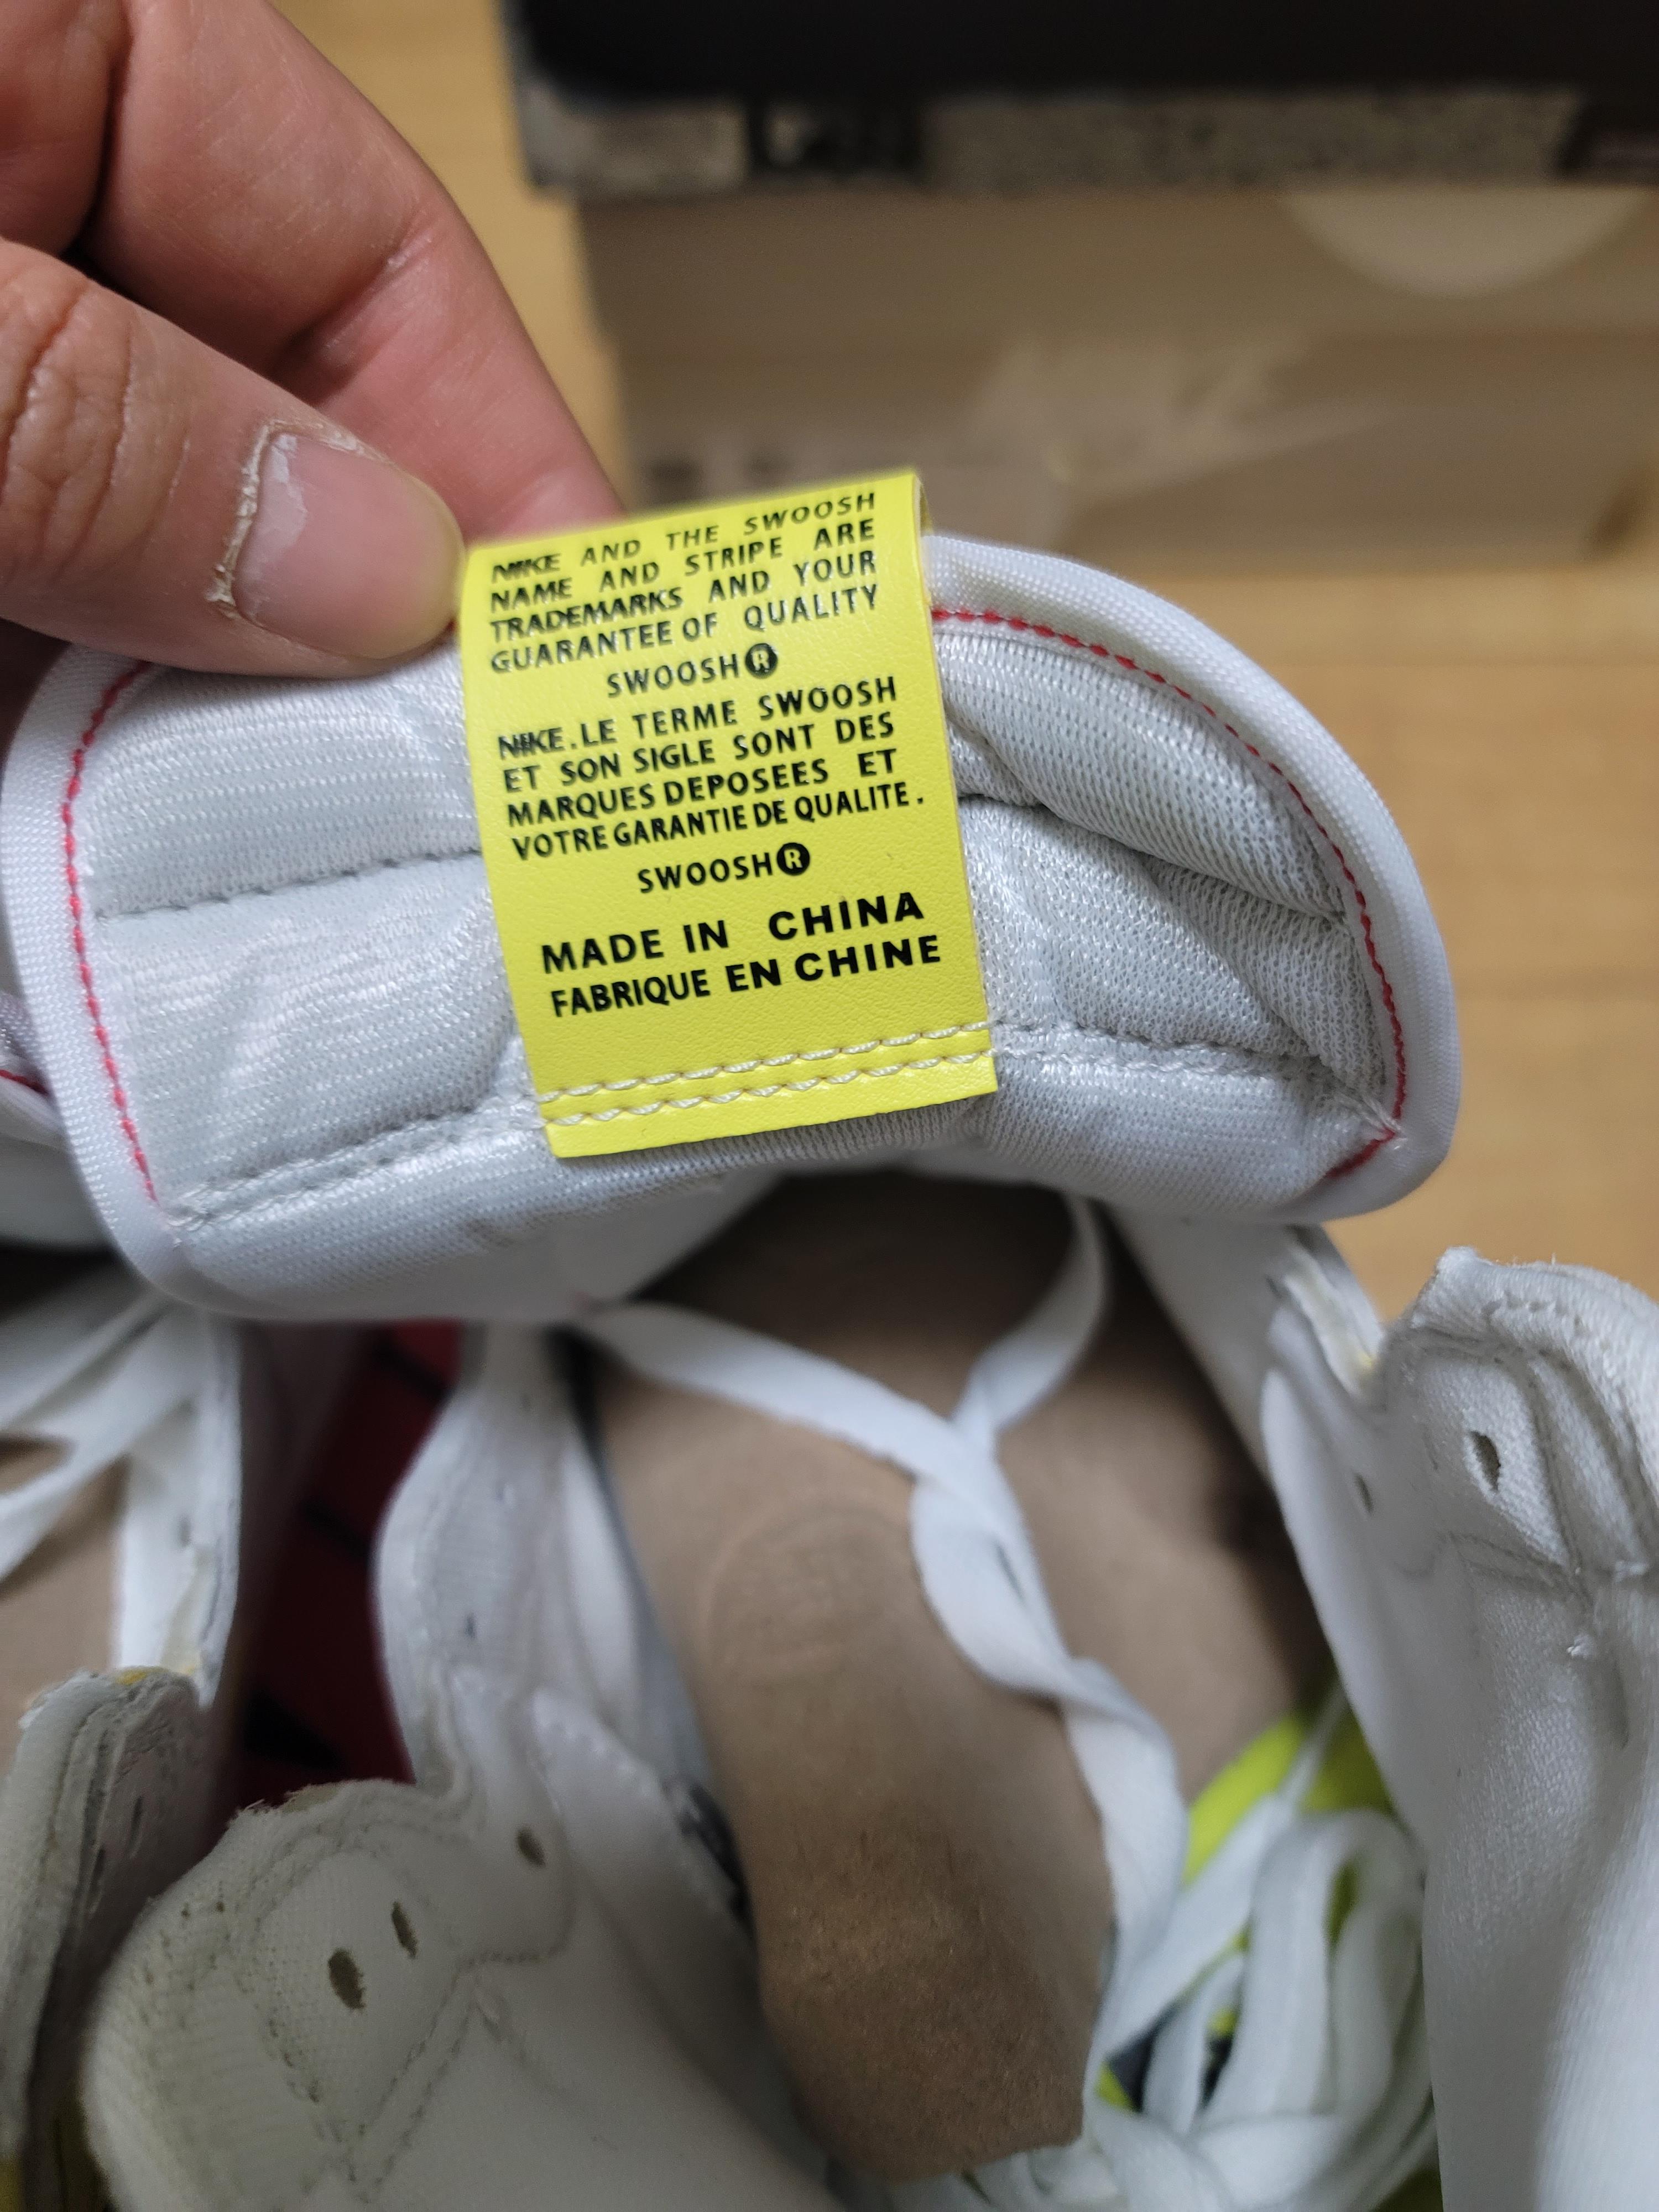 NIKE AND THE SWOOSH
NAME AND STRIPE ARE
TRADEMARKS AND YOUR
GUARANTEE OF QUALITY
SWOOSH®
NIKE.LE TERME SWOOSH
ET SON SIGLE SONT DES
MARQUES DEPOSEES ET
VOTRE GARANTIE DE QUALITE.
SWOOSH®
MADE IN CHINA
FABRIQUE EN CHINE